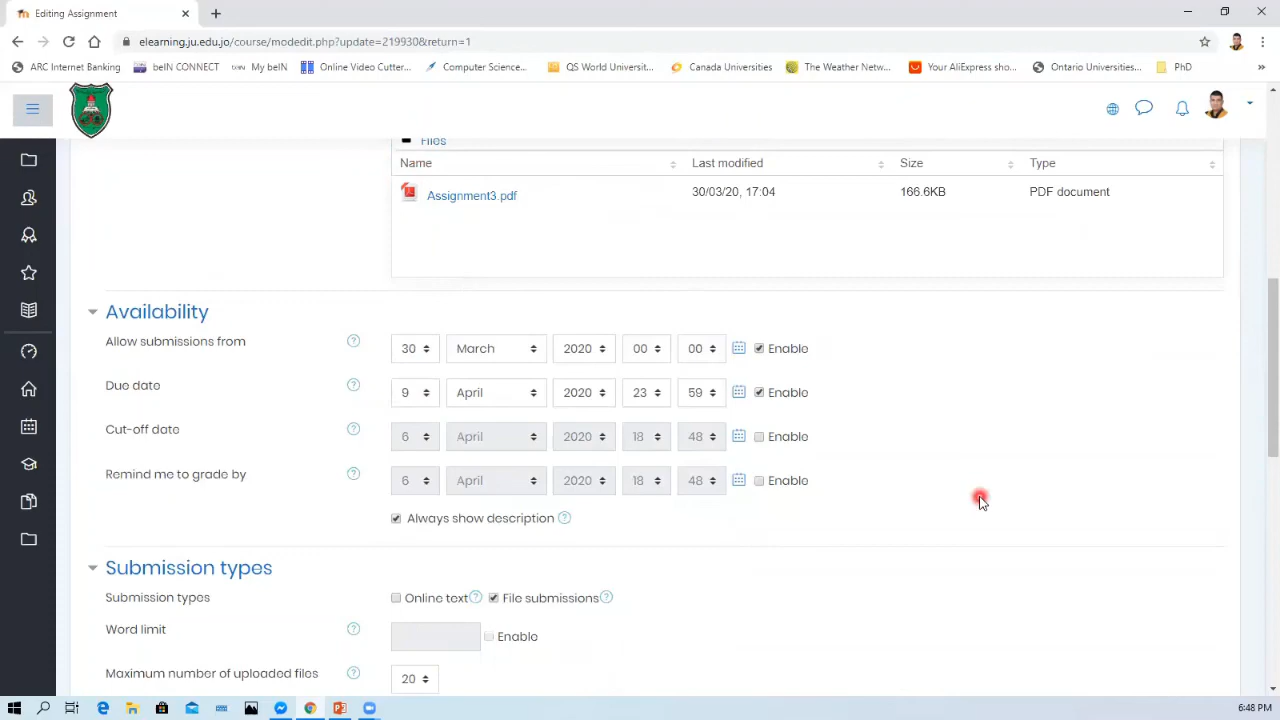 Editing Assignment
elearning.ju.edu.jo/course/modedit.php?update=219930&return=1
ARC Internet Banking beIN CONNECT My beIN Online Video Cutter... Computer Science... QS World Universit... Canada Universities The Weather Netw... Your AliExpress sho... Ontario Universities... PhD »
Files
Name Last modified Size Type
Assignment3.pdf 30/03/20, 17:04 166.6KB PDF document
Availability
Allow submissions from 30 March 2020 00 00 Enable
Due date 9 April 2020 23 59 Enable
Cut-off date 6 April 2020 18 48 Enable
Remind me to grade by 6 April 2020 18 48 Enable
Always show description
Submission types
Submission types Online text File submissions
Word limit Enable
Maximum number of uploaded files 20
6:48 PM